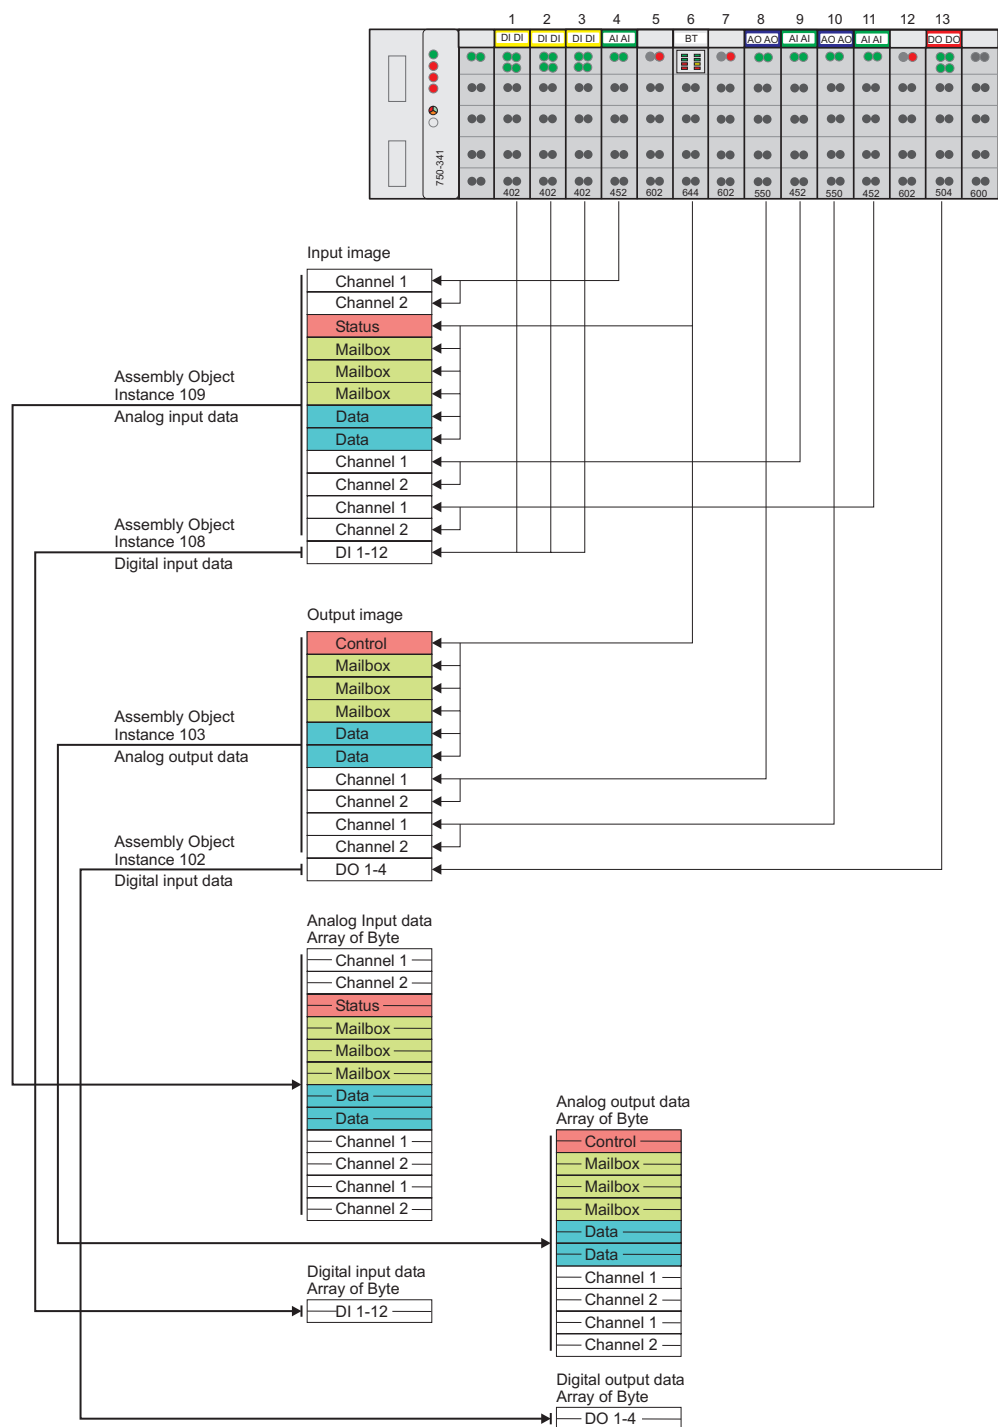 1 2 3 4 5 6 7 8 9 10 11 12 13
DI DI DI DI DI DI AI AI BT AO AO AI AI AO AO AI AI DO DO
750-341
402 402 402 452 602 644 602 550 452 550 452 602 504 600
Input image
Channel 1
Channel 2
Status
Mailbox
Mailbox
Mailbox
Data
Data
Channel 1
Channel 2
Channel 1
Channel 2
DI 1-12
Assembly Object
Instance 109
Analog input data
Assembly Object
Instance 108
Digital input data
Output image
Control
Mailbox
Mailbox
Mailbox
Data
Data
Channel 1
Channel 2
Channel 1
Channel 2
DO 1-4
Assembly Object
Instance 103
Analog output data
Assembly Object
Instance 102
Digital input data
Analog Input data
Array of Byte
Channel 1
Channel 2
Status
Mailbox
Mailbox
Mailbox
Data
Data
Channel 1
Channel 2
Channel 1
Channel 2
Analog output data
Array of Byte
Control
Mailbox
Mailbox
Mailbox
Data
Data
Channel 1
Channel 2
Channel 1
Channel 2
Digital input data
Array of Byte
DI 1-12
Digital output data
Array of Byte
DO 1-4